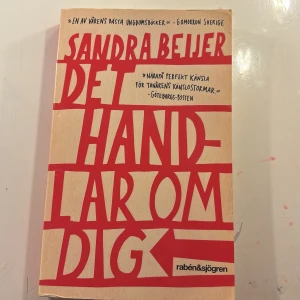 »EN AV VÅRENS BÄSTA UNGDOMSBÖCKER.« -GOMORRON SVERIGE
SANDRA BEIJER
DET
»NÄRAPÅ PERFEKT KÄNSLA
FÖR TONÅRENS KÄNSLOSTORMAR.«
-GÖTEBORGS-POSTEN
HAND-
LAR OM
DIG
rabén&sjögren